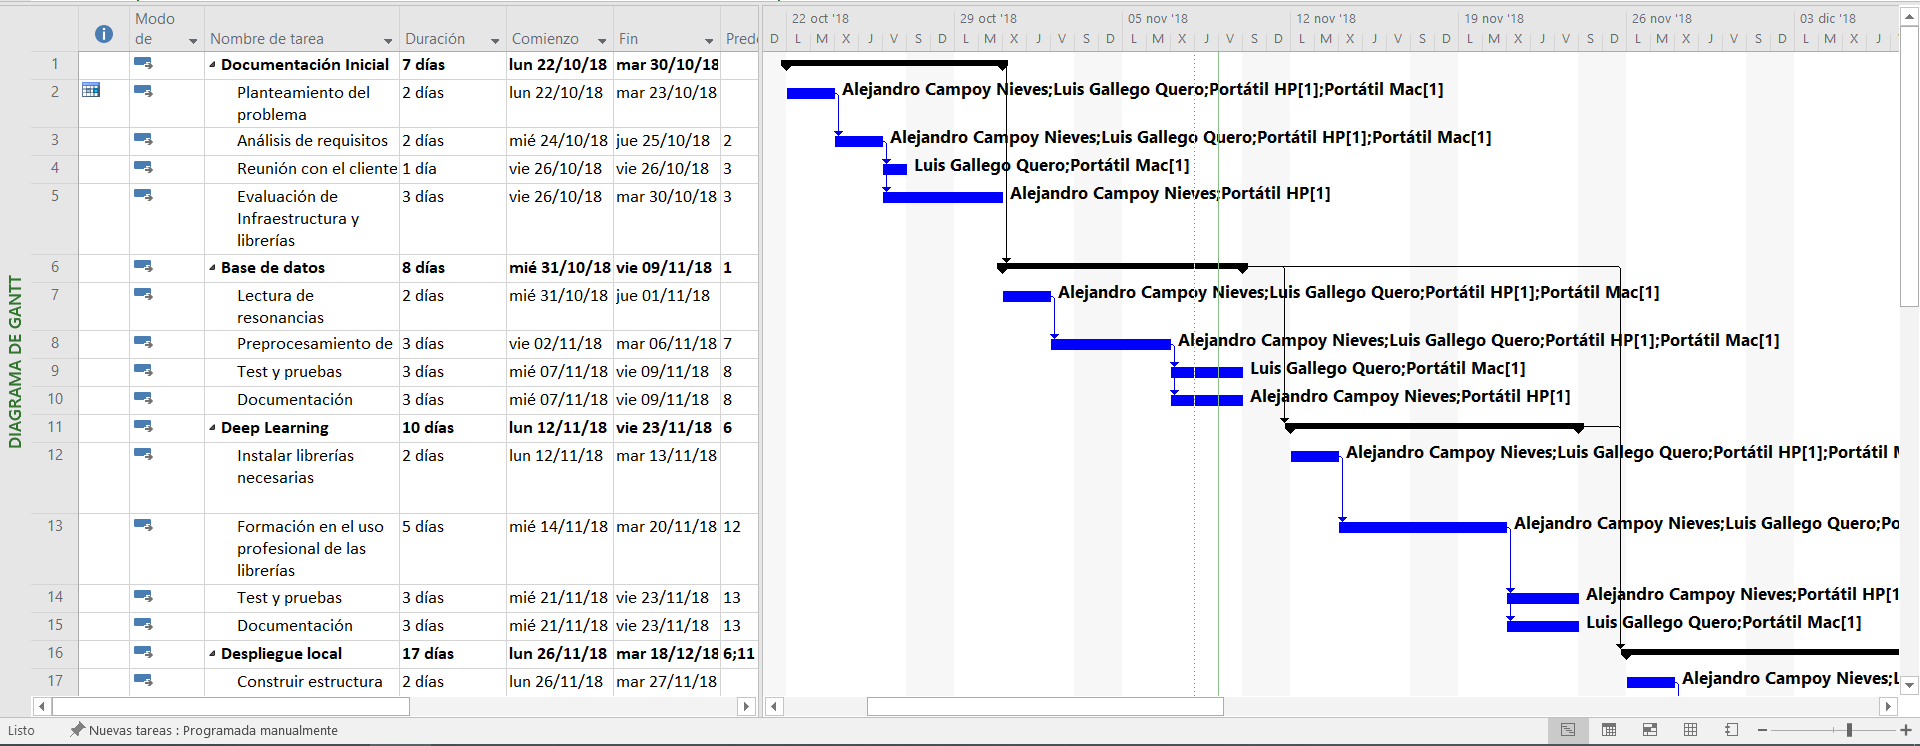 Modo de
Nombre de tarea
Duración
Comienzo
Fin
Pred
22 oct '18
29 oct '18
05 nov '18
12 nov '18
19 nov '18
26 nov '18
03 dic '18
D L M X J V S D L M X J V S D L M X J V S D L M X J V S D L M X J V S D L M X J V S D L M X J
DIAGRAMA DE GANTT
1 Documentación Inicial 7 días lun 22/10/18 mar 30/10/18
2 Planteamiento del problema 2 días lun 22/10/18 mar 23/10/18
Alejandro Campoy Nieves;Luis Gallego Quero;Portátil HP[1];Portátil Mac[1]
3 Análisis de requisitos 2 días mié 24/10/18 jue 25/10/18 2
Alejandro Campoy Nieves;Luis Gallego Quero;Portátil HP[1];Portátil Mac[1]
4 Reunión con el cliente 1 día vie 26/10/18 vie 26/10/18 3
Luis Gallego Quero;Portátil Mac[1]
5 Evaluación de Infraestructura y librerías 3 días vie 26/10/18 mar 30/10/18 3
Alejandro Campoy Nieves;Portátil HP[1]
6 Base de datos 8 días mié 31/10/18 vie 09/11/18 1
7 Lectura de resonancias 2 días mié 31/10/18 jue 01/11/18
Alejandro Campoy Nieves;Luis Gallego Quero;Portátil HP[1];Portátil Mac[1]
8 Preprocesamiento de 3 días vie 02/11/18 mar 06/11/18 7
Alejandro Campoy Nieves;Luis Gallego Quero;Portátil HP[1];Portátil Mac[1]
9 Test y pruebas 3 días mié 07/11/18 vie 09/11/18 8
Luis Gallego Quero;Portátil Mac[1]
10 Documentación 3 días mié 07/11/18 vie 09/11/18 8
Alejandro Campoy Nieves;Portátil HP[1]
11 Deep Learning 10 días lun 12/11/18 vie 23/11/18 6
12 Instalar librerías necesarias 2 días lun 12/11/18 mar 13/11/18
Alejandro Campoy Nieves;Luis Gallego Quero;Portátil HP[1];Portátil
13 Formación en el uso profesional de las librerías 5 días mié 14/11/18 mar 20/11/18 12
Alejandro Campoy Nieves;Luis Gallego Quero;Po
14 Test y pruebas 3 días mié 21/11/18 vie 23/11/18 13
Alejandro Campoy Nieves;Portátil HP[1
15 Documentación 3 días mié 21/11/18 vie 23/11/18 13
Luis Gallego Quero;Portátil Mac[1]
16 Despliegue local 17 días lun 26/11/18 mar 18/12/18 6;11
17 Construir estructura 2 días lun 26/11/18 mar 27/11/18
Alejandro Campoy Nieves;L
Listo
Nuevas tareas : Programada manualmente